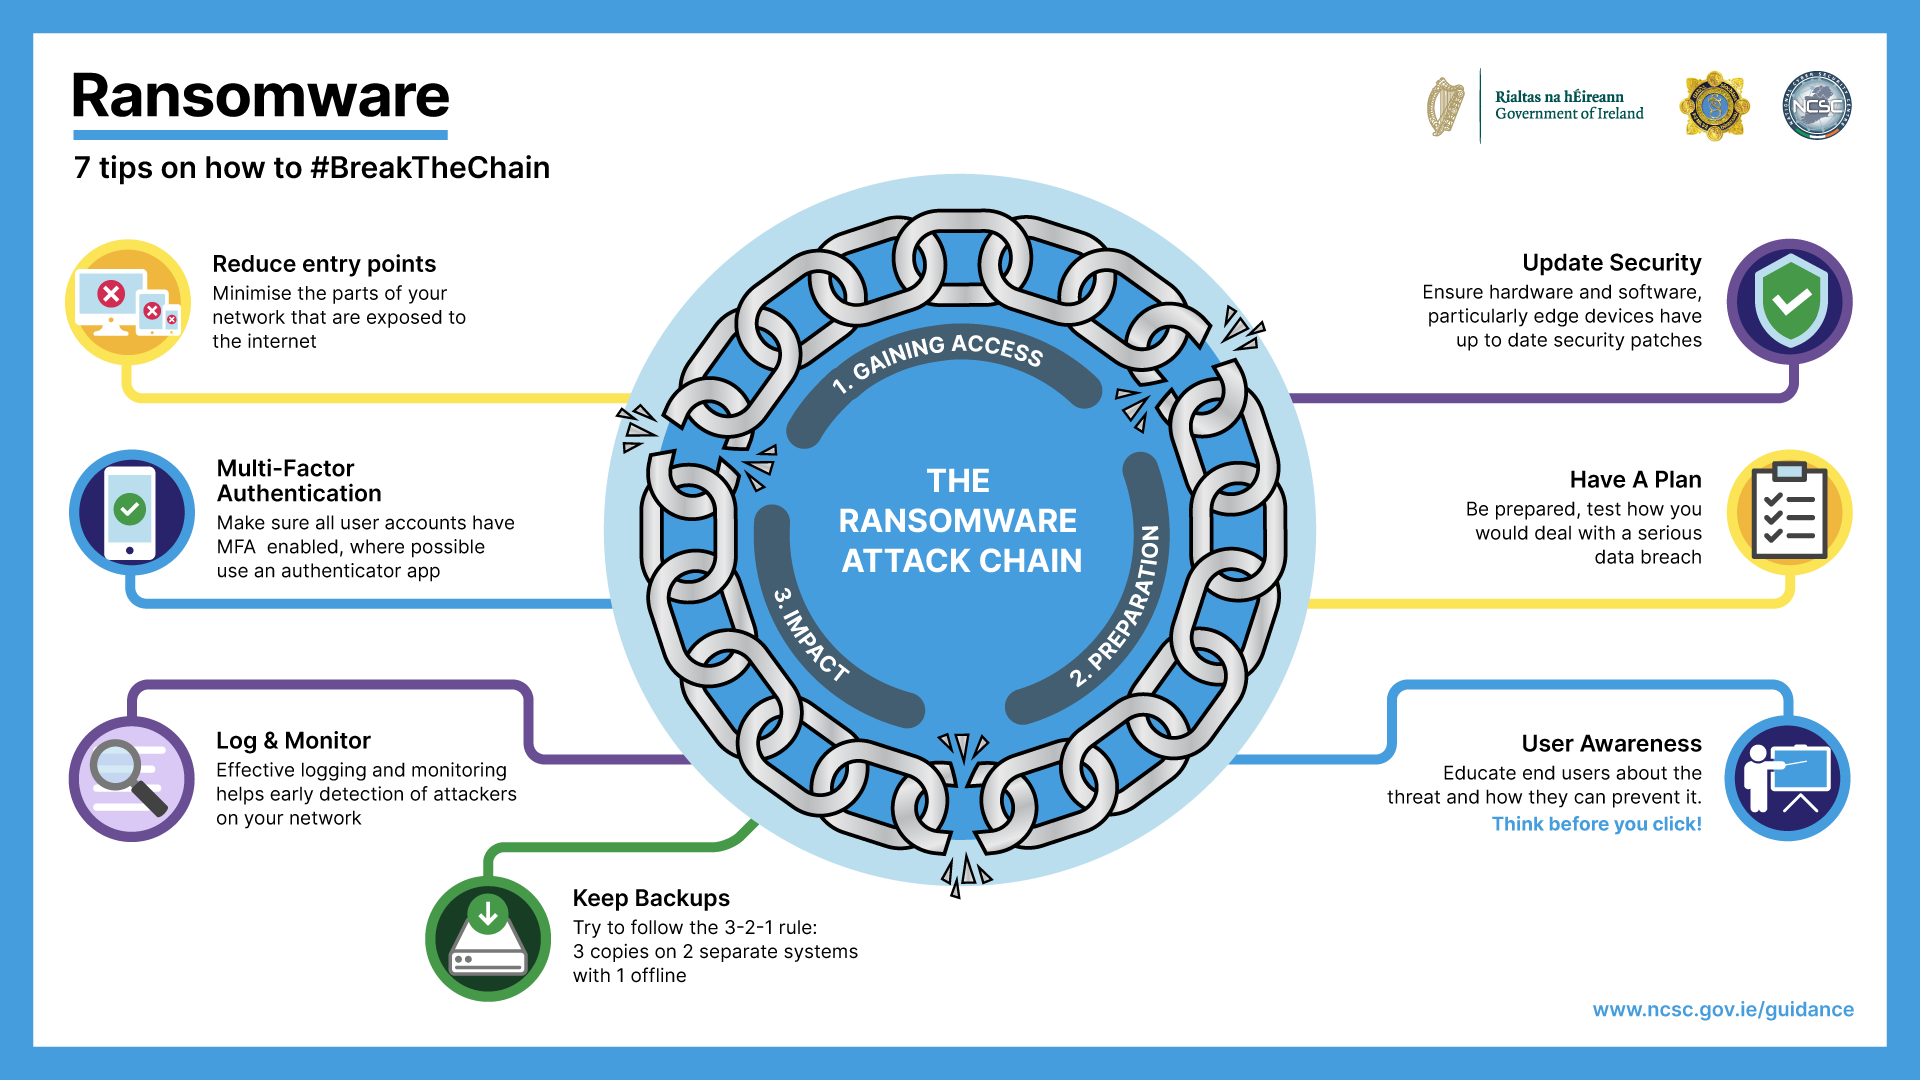 Ransomware
7 tips on how to #BreakTheChain
Rialtas na hÉireann
Government of Ireland
NCSC
Reduce entry points
Minimise the parts of your
network that are exposed to
the internet
Multi-Factor
Authentication
Make sure all user accounts have
MFA  enabled, where possible
use an authenticator app
Log & Monitor
Effective logging and monitoring
helps early detection of attackers
on your network
Keep Backups
Try to follow the 3-2-1 rule:
3 copies on 2 separate systems
with 1 offline
1. GAINING ACCESS
THE
RANSOMWARE
ATTACK CHAIN
2. PREPARATION
3. IMPACT
Update Security
Ensure hardware and software,
particularly edge devices have
up to date security patches
Have A Plan
Be prepared, test how you
would deal with a serious
data breach
User Awareness
Educate end users about the
threat and how they can prevent it.
Think before you click!
www.ncsc.gov.ie/guidance